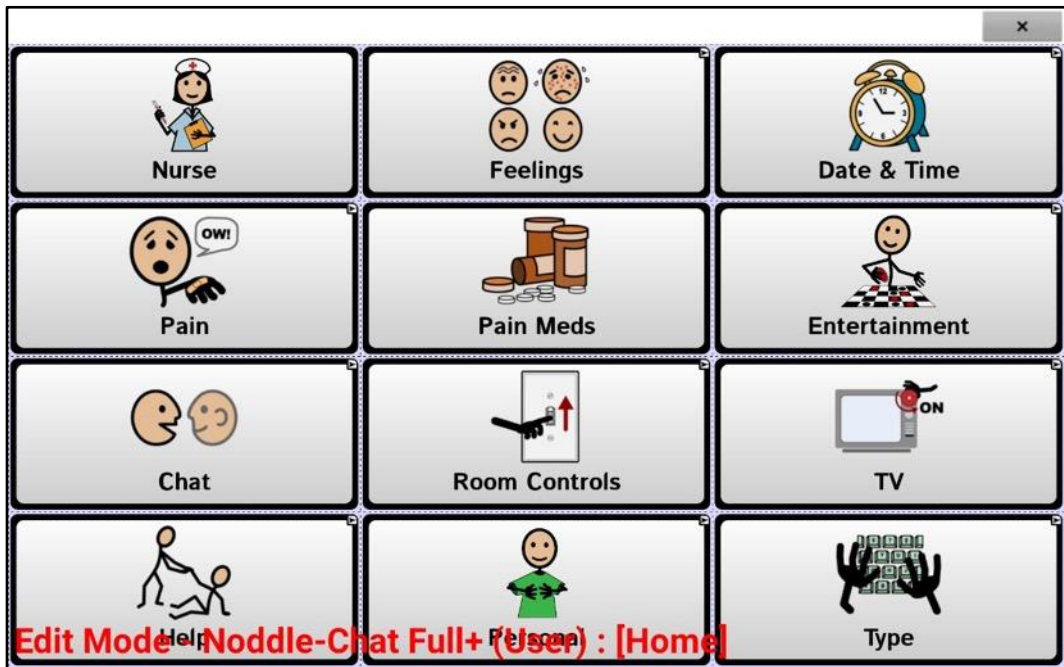 ×
Nurse
Feelings
Date & Time
OW!
Pain
Pain Meds
Entertainment
Chat
Room Controls
ON
TV
Help
Personal
Type
Edit Mode - Noddle-Chat Full+ (User) : [Home]